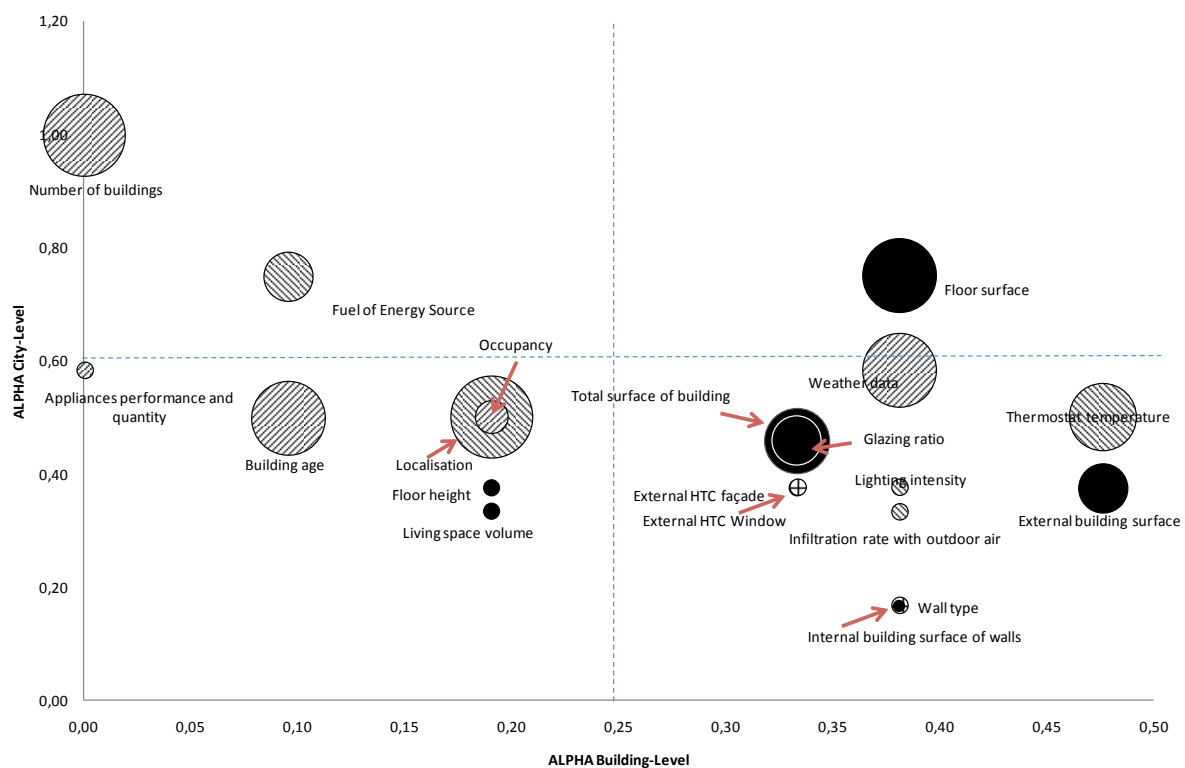 1,20
1,00
Number of buildings
0,80
Floor surface
Fuel of Energy Source
ALPHA City-Level
0,60
Occupancy
Weather data
Appliances performance and
quantity
Total surface of building
Thermostat temperature
Glazing ratio
Building age
Localisation
0,40
Lighting intensity
Floor height
External HTC façade
External HTC Window
External building surface
Living space volume
Infiltration rate with outdoor air
0,20
Wall type
Internal building surface of walls
0,00
0,00 0,05 0,10 0,15 0,20 0,25 0,30 0,35 0,40 0,45 0,50
ALPHA Building-Level